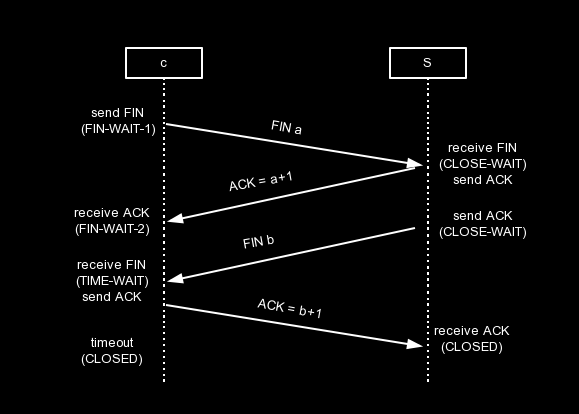 c
S
send FIN
(FIN-WAIT-1)
FIN a
receive FIN
(CLOSE-WAIT)
send ACK
ACK = a+1
receive ACK
(FIN-WAIT-2)
send ACK
(CLOSE-WAIT)
FIN b
receive FIN
(TIME-WAIT)
send ACK
ACK = b+1
receive ACK
(CLOSED)
timeout
(CLOSED)